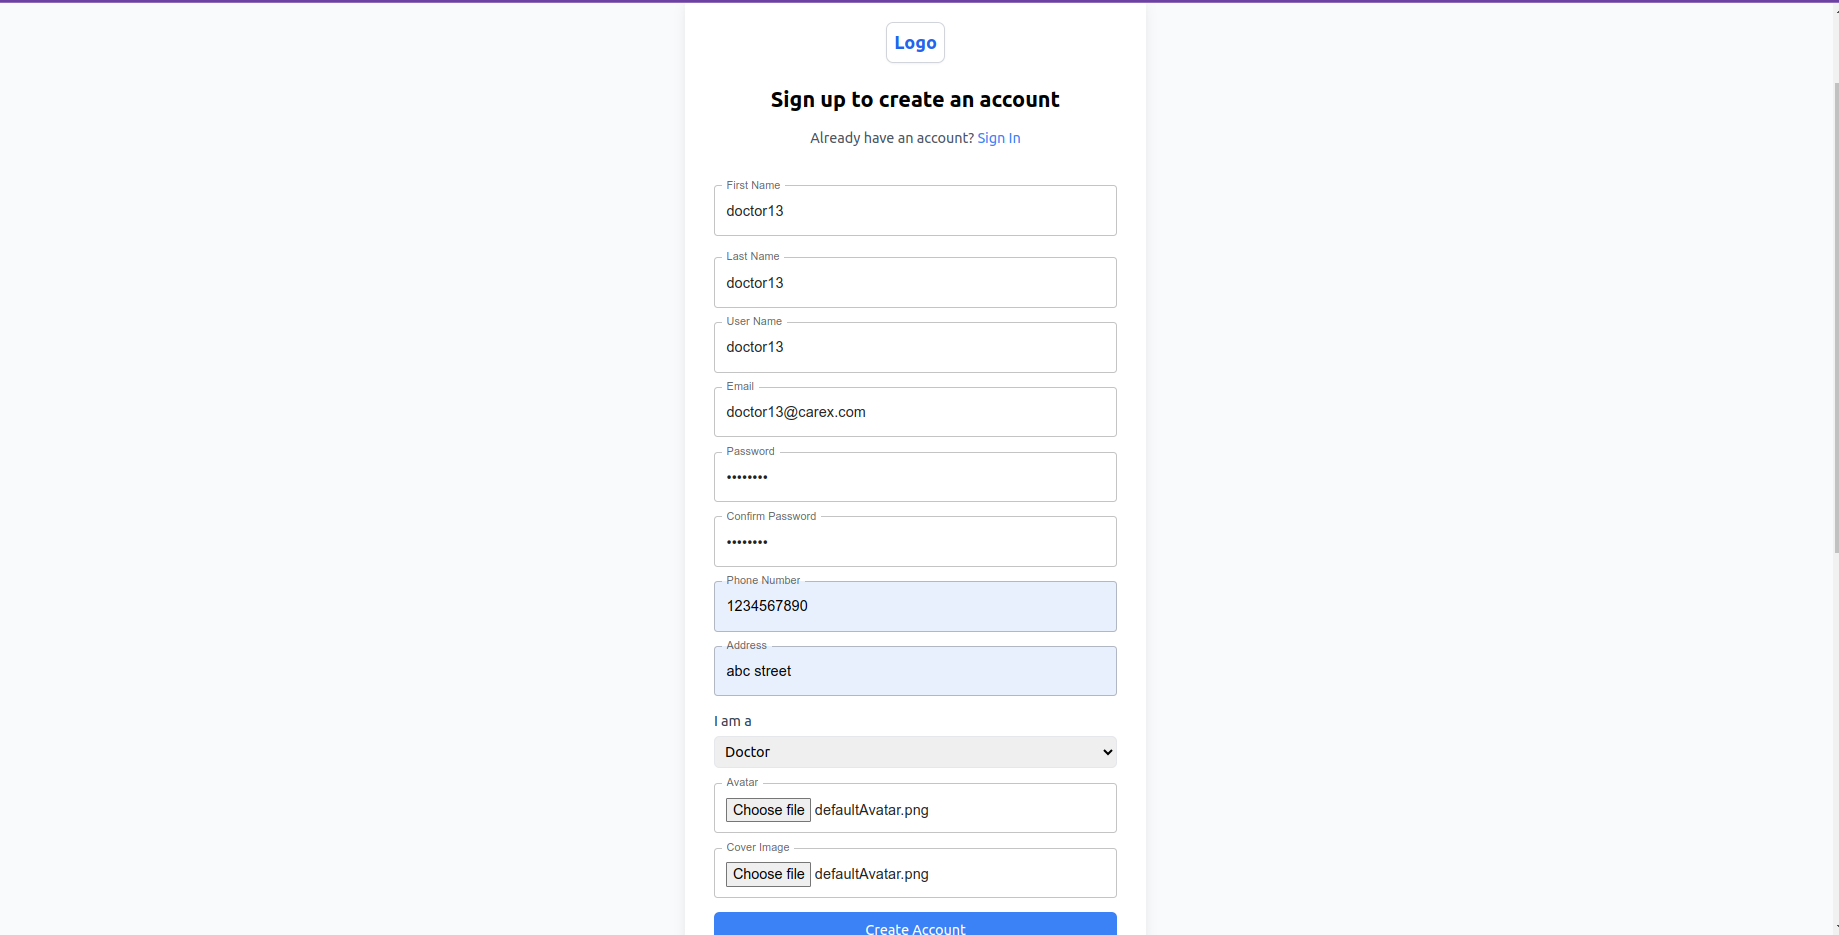 Logo
Sign up to create an account
Already have an account? Sign In
First Name
doctor13
Last Name
doctor13
User Name
doctor13
Email
doctor13@carex.com
Password
••••••••
Confirm Password
••••••••
Phone Number
1234567890
Address
abc street
I am a
Doctor
Avatar
Choose file defaultAvatar.png
Cover Image
Choose file defaultAvatar.png
Create Account